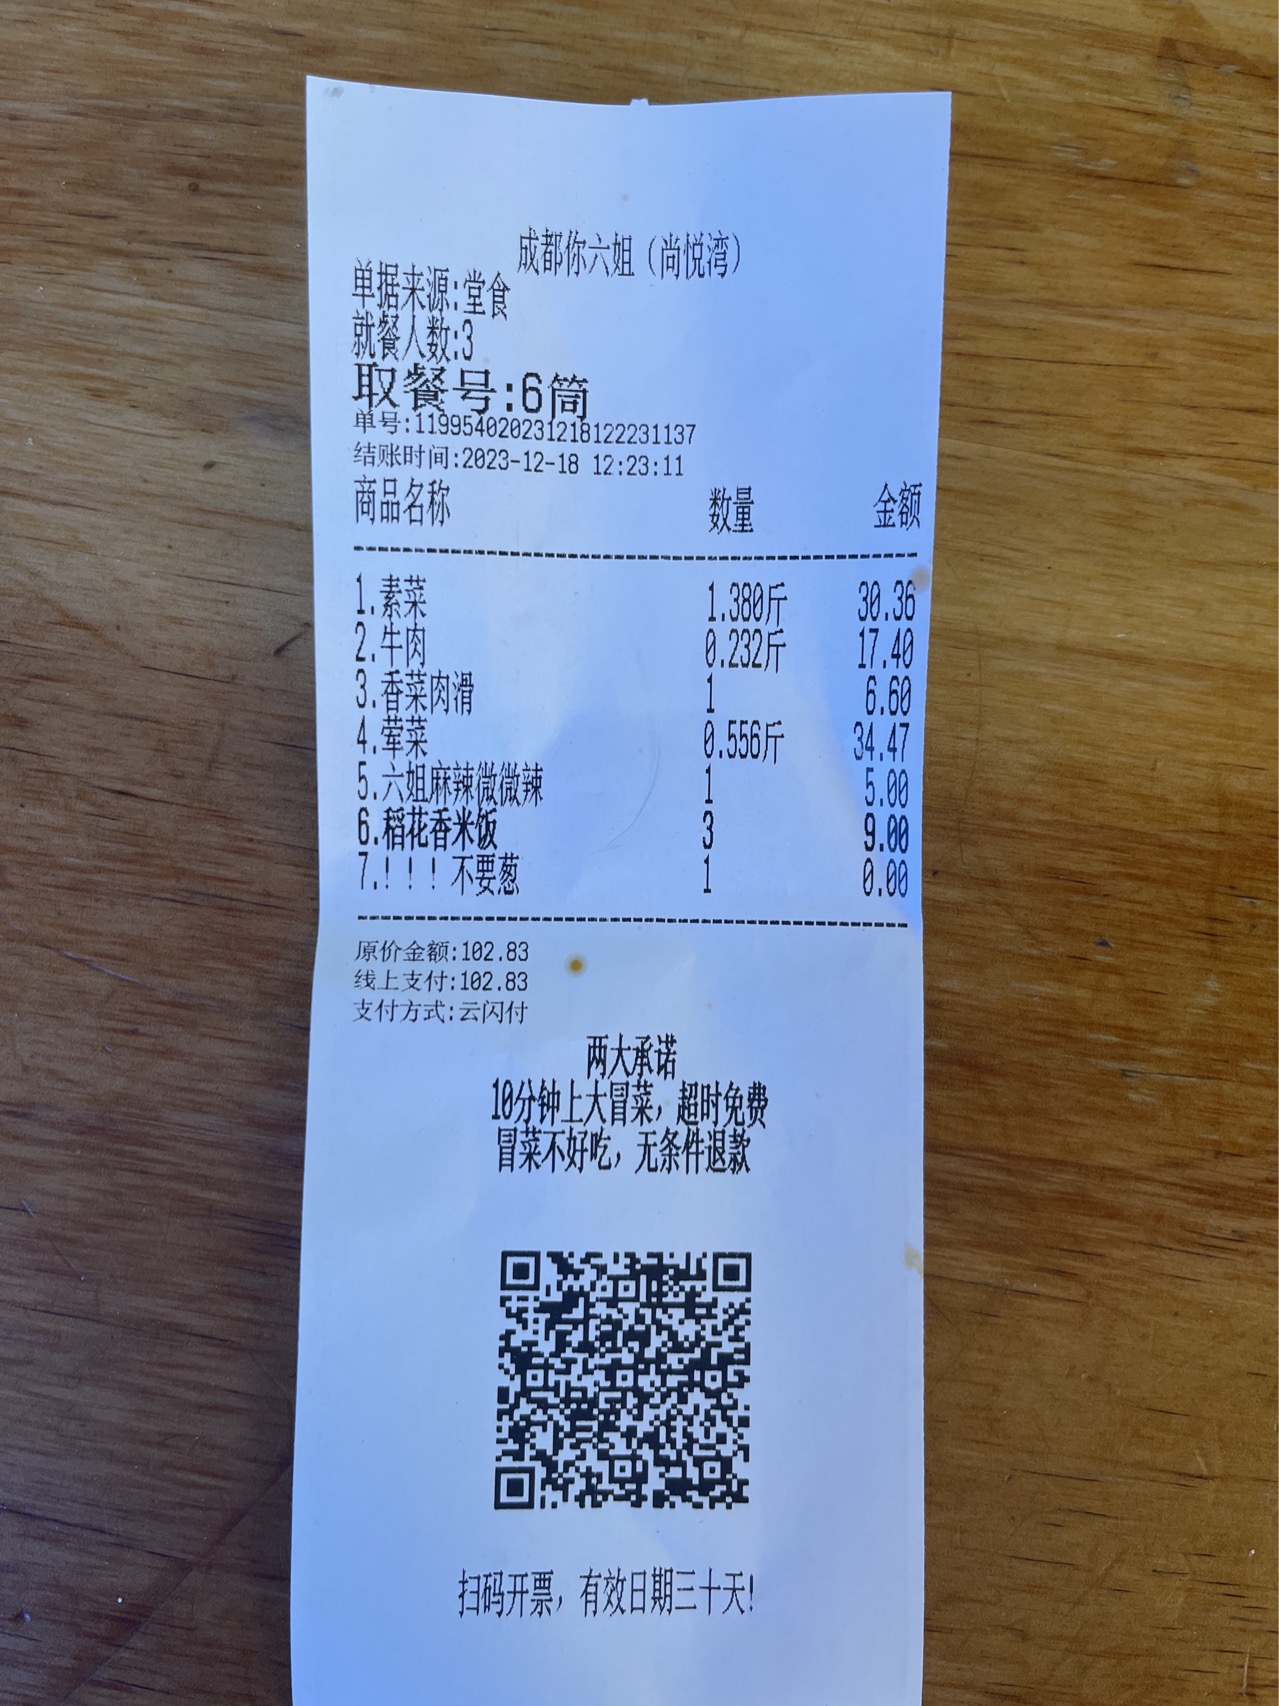 成都你六姐（尚悦湾）
单据来源:堂食
就餐人数:3
取餐号:6筒
单号:119954020231218122231137
结账时间:2023-12-18 12:23:11
商品名称 数量 金额
1.素菜 1.380斤 30.36
2.牛肉 0.232斤 17.40
3.香菜肉滑 1 6.60
4.荤菜 0.556斤 34.47
5.六姐麻辣微微辣 1 5.00
6.稻花香米饭 3 9.00
7.！！！不要葱 1 0.00
原价金额:102.83
线上支付:102.83
支付方式:云闪付
两大承诺
10分钟上大冒菜，超时免费
冒菜不好吃，无条件退款
扫码开票，有效日期三十天!